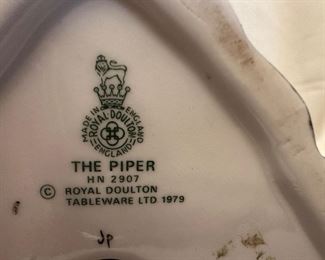 MADE IN ENGLAND
ROYAL DOULTON
ENGLAND
THE PIPER
HN 2907
© ROYAL DOULTON
TABLEWARE LTD 1979
JP